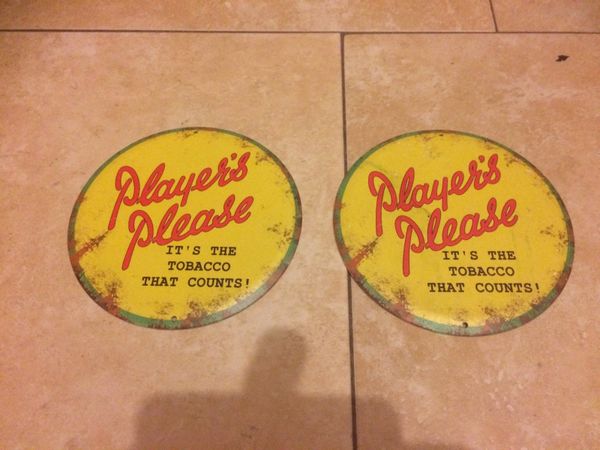 Player's
Please
IT'S THE
TOBACCO
THAT COUNTS!
Player's
Please
IT'S THE
TOBACCO
THAT COUNTS!